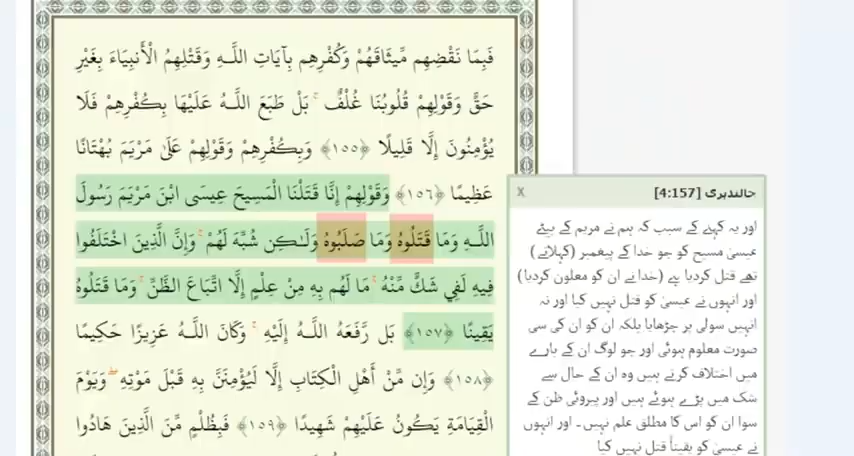 فَبِمَا نَقْضِهِم مِّيثَاقَهُمْ وَكُفْرِهِم بِآيَاتِ اللَّـهِ وَقَتْلِهِمُ الْأَنبِيَاءَ بِغَيْرِ
حَقٍّ وَقَوْلِهِمْ قُلُوبُنَا غُلْفٌ ۚ بَلْ طَبَعَ اللَّـهُ عَلَيْهَا بِكُفْرِهِمْ فَلَا
يُؤْمِنُونَ إِلَّا قَلِيلًا ﴿١٥٥﴾ وَبِكُفْرِهِمْ وَقَوْلِهِمْ عَلَىٰ مَرْيَمَ بُهْتَانًا
عَظِيمًا ﴿١٥٦﴾ وَقَوْلِهِمْ إِنَّا قَتَلْنَا الْمَسِيحَ عِيسَى ابْنَ مَرْيَمَ رَسُولَ
اللَّـهِ وَمَا قَتَلُوهُ وَمَا صَلَبُوهُ وَلَـٰكِن شُبِّهَ لَهُمْ ۚ وَإِنَّ الَّذِينَ اخْتَلَفُوا
فِيهِ لَفِي شَكٍّ مِّنْهُ ۚ مَا لَهُم بِهِ مِنْ عِلْمٍ إِلَّا اتِّبَاعَ الظَّنِّ ۚ وَمَا قَتَلُوهُ
يَقِينًا ﴿١٥٧﴾ بَل رَّفَعَهُ اللَّـهُ إِلَيْهِ ۚ وَكَانَ اللَّـهُ عَزِيزًا حَكِيمًا
﴿١٥٨﴾ وَإِن مِّنْ أَهْلِ الْكِتَابِ إِلَّا لَيُؤْمِنَنَّ بِهِ قَبْلَ مَوْتِهِ ۖ وَيَوْمَ
الْقِيَامَةِ يَكُونُ عَلَيْهِمْ شَهِيدًا ﴿١٥٩﴾ فَبِظُلْمٍ مِّنَ الَّذِينَ هَادُوا
X جالندہری [4:157]
اور یہ کہنے کے سبب کہ ہم نے مریم کے بیٹے
عیسیٰ مسیح کو جو خدا کے پیغمبر (کہلاتے)
تھے قتل کردیا ہے (خدا نے ان کو معلون کردیا)
اور انہوں نے عیسیٰ کو قتل نہیں کیا اور نہ
انہیں سولی پر چڑھایا بلکہ ان کو ان کی سی
صورت معلوم ہوئی اور جو لوگ ان کے بارے
میں اختلاف کرتے ہیں وہ ان کے حال سے
شک میں پڑے ہوئے ہیں اور پیروئی ظن کے
سوا ان کو اس کا مطلق علم نہیں۔ اور انہوں
نے عیسیٰ کو یقیناً قتل نہیں کیا